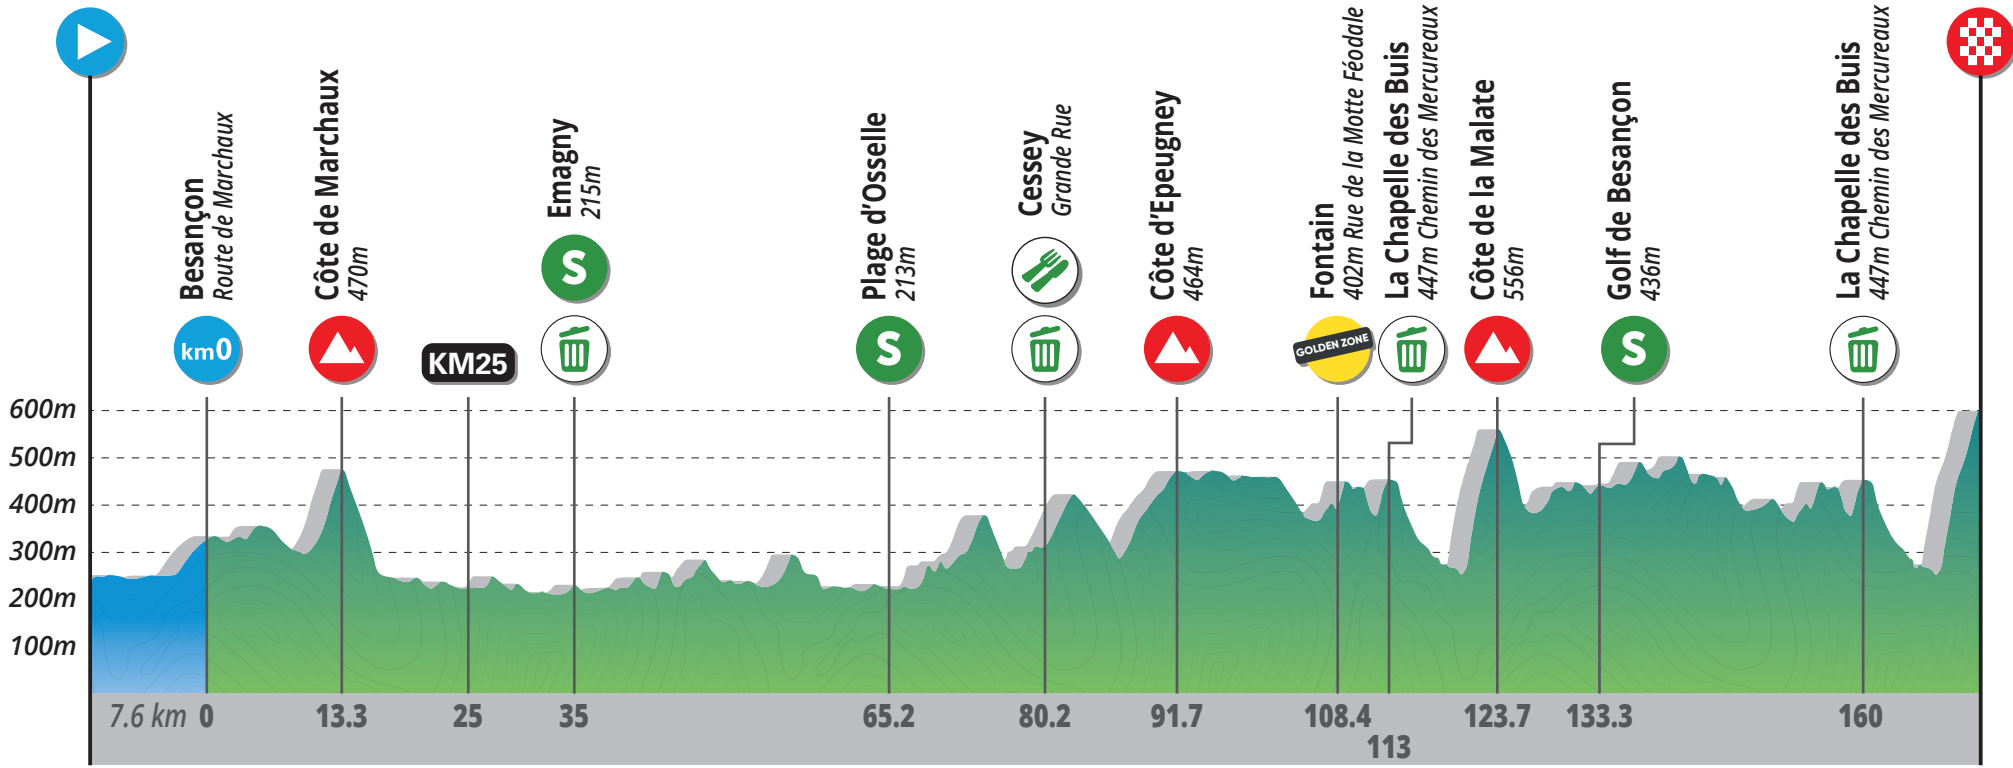 Besançon
Route de Marchaux
km0
Côte de Marchaux
470m
KM25
Emagny
215m
S
Plage d'Osselle
213m
S
Cessey
Grande Rue
Côte d'Epeugney
464m
Fontain
402m Rue de la Motte Féodale
GOLDEN ZONE
La Chapelle des Buis
447m Chemin des Mercureaux
Côte de la Malate
556m
Golf de Besançon
436m
S
La Chapelle des Buis
447m Chemin des Mercureaux
600m
500m
400m
300m
200m
100m
7.6 km 0 13.3 25 35 65.2 80.2 91.7 108.4 123.7 133.3 160
113